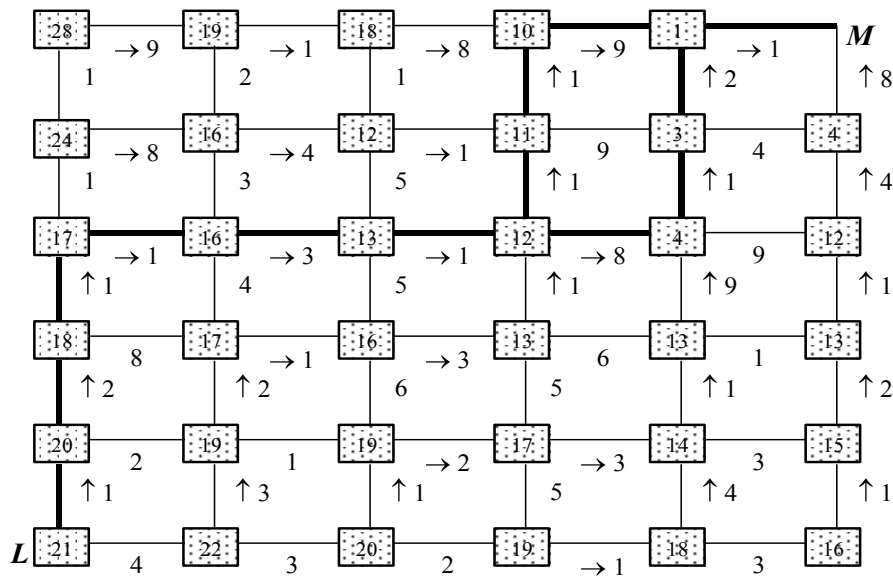 28 19 18 10 1 M
→ 9 → 1 → 8 → 9 → 1
1 2 1 ↑ 1 ↑ 2 ↑ 8
24 16 12 11 3 4
→ 8 → 4 → 1 9 4
1 3 5 ↑ 1 ↑ 1 ↑ 4
17 16 13 12 4 12
→ 1 → 3 → 1 → 8 9
↑ 1 4 5 ↑ 1 ↑ 9 ↑ 1
18 17 16 13 13 13
8 → 1 → 3 6 1
↑ 2 ↑ 2 6 5 ↑ 1 ↑ 2
20 19 19 17 14 15
2 1 → 2 → 3 3
↑ 1 ↑ 3 ↑ 1 5 ↑ 4 ↑ 1
L 21 22 20 19 18 16
4 3 2 → 1 3